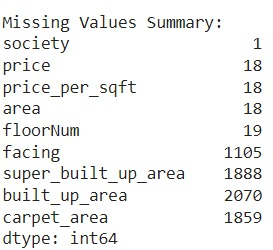 Missing Values Summary:
society 1
price 18
price_per_sqft 18
area 18
floorNum 19
facing 1105
super_built_up_area 1888
built_up_area 2070
carpet_area 1859
dtype: int64